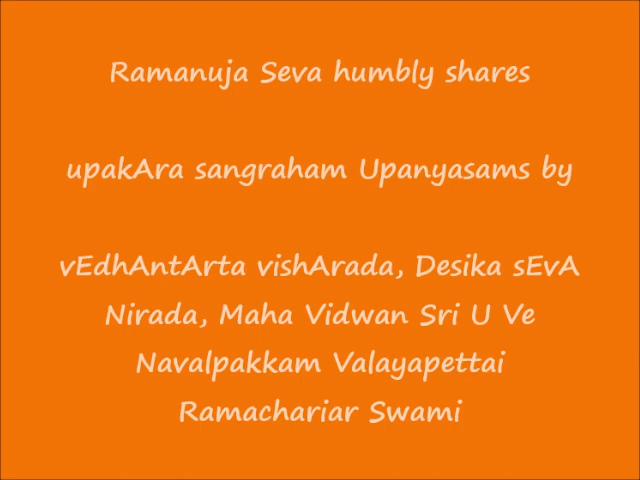 Ramanuja Seva humbly shares
upakAra sangraham Upanyasams by
vEdhAntArta vishArada, Desika sEvA
Nirada, Maha Vidwan Sri U Ve
Navalpakkam Valayapettai
Ramachariar Swami